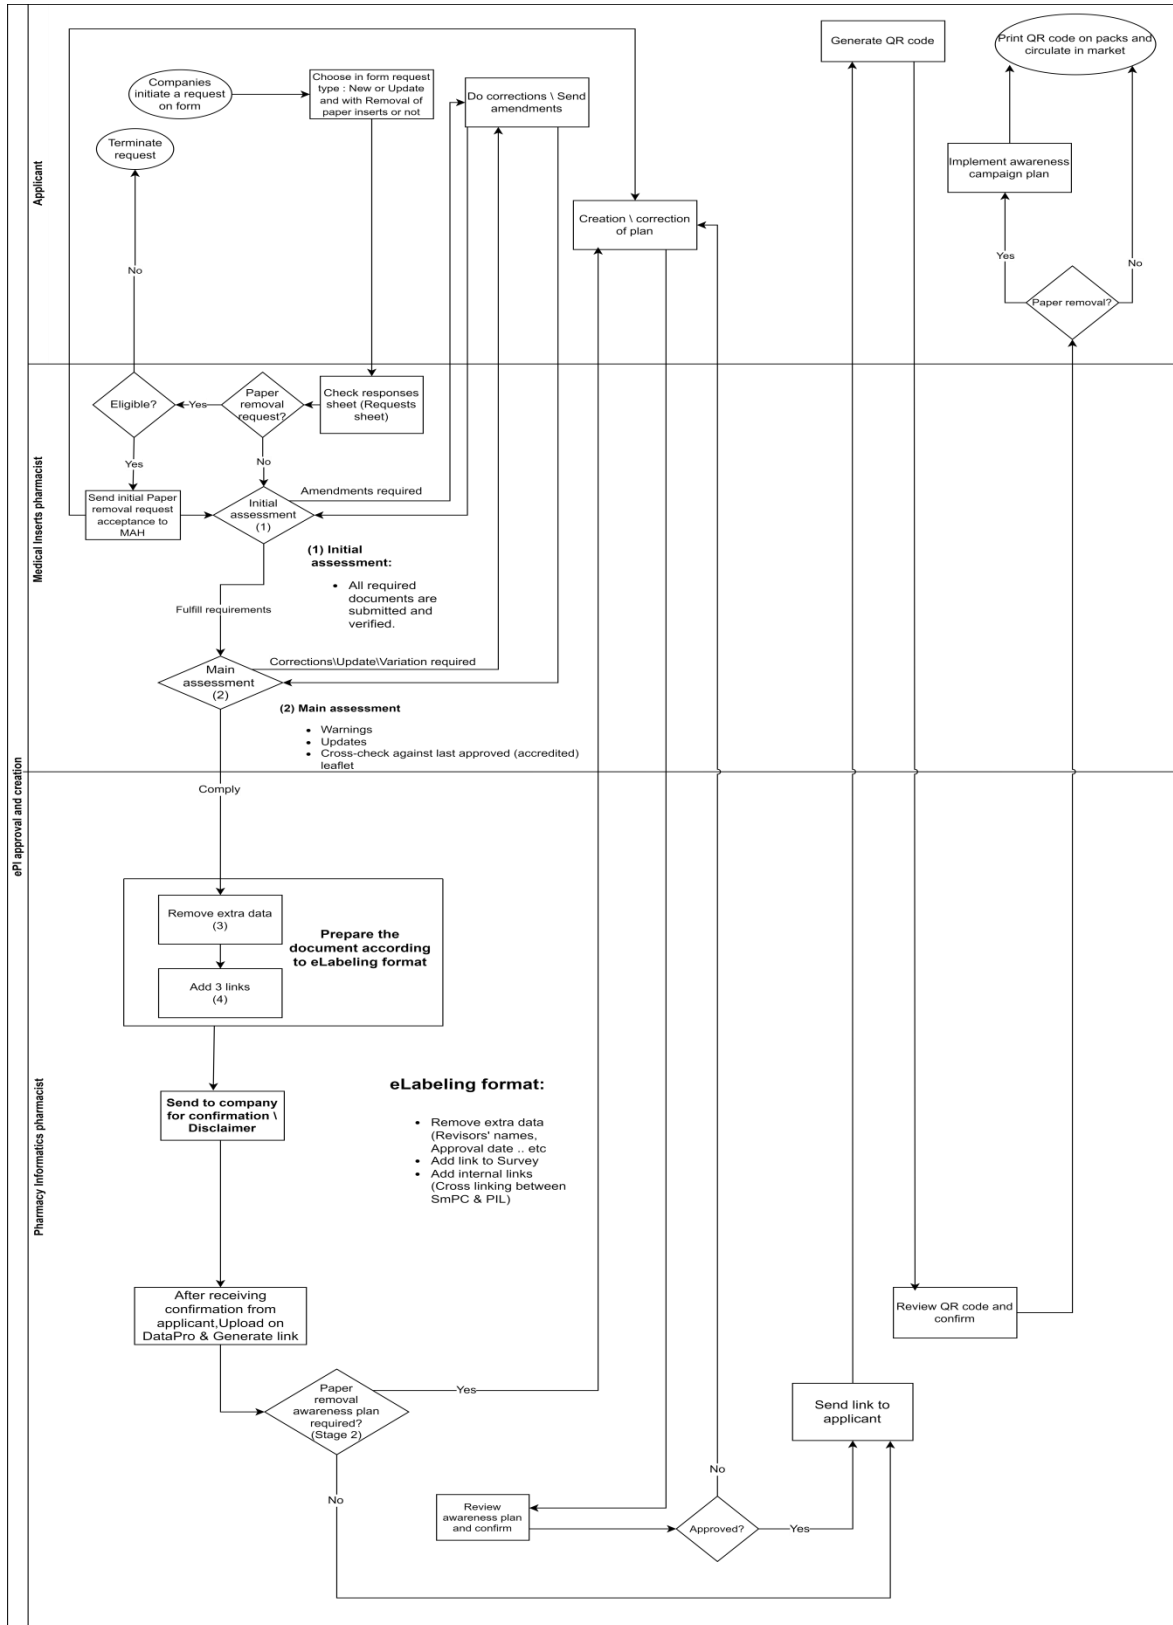 ePI approval and creation
Applicant
Companies
initiate a request
on form
Choose in form request
type : New or Update
and with Removal of
paper inserts or not
Do corrections \ Send
amendments
Generate QR code
Print QR code on packs and
circulate in market
Terminate
request
Implement awareness
campaign plan
Creation \ correction
of plan
Yes
No
Paper removal?
No
Medical Inserts pharmacist
Eligible?
Yes
Paper
removal
request?
Check responses
sheet (Requests
sheet)
Yes
No
Send initial Paper
removal request
acceptance to
MAH
Initial
assessment
(1)
Amendments required
(1) Initial
assessment:
• All required
documents are
submitted and
verified.
Fulfill requirements
Main
assessment
(2)
Corrections\Update\Variation required
(2) Main assessment
• Warnings
• Updates
• Cross-check against last approved (accredited)
leaflet
Pharmacy Informatics pharmacist
Comply
Remove extra data
(3)
Add 3 links
(4)
Prepare the
document according
to eLabeling format
Send to company
for confirmation \
Disclaimer
eLabeling format:
• Remove extra data
(Revisors' names,
Approval date .. etc
• Add link to Survey
• Add internal links
(Cross linking between
SmPC & PIL)
After receiving
confirmation from
applicant,Upload on
DataPro & Generate link
Review QR code and
confirm
Paper
removal
awareness plan
required?
(Stage 2)
Yes
Send link to
applicant
No
No
Review
awareness plan
and confirm
Approved?
Yes